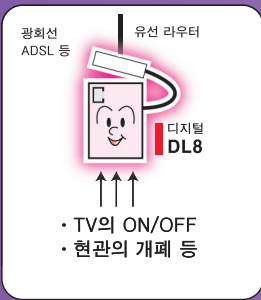 광회선
ADSL 등
유선 라우터
디지털
DL8
· TV의 ON/OFF
· 현관의 개폐 등